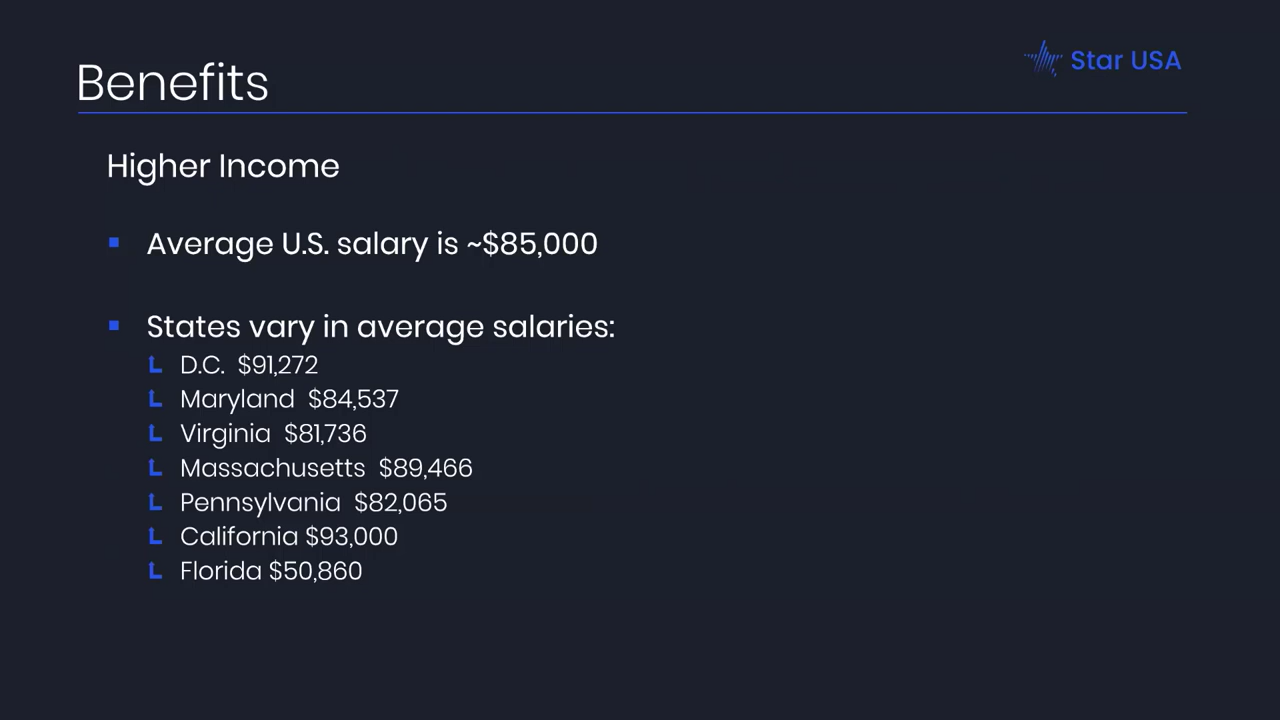 Benefits
Star USA
Higher Income
Average U.S. salary is ~$85,000
States vary in average salaries:
D.C. $91,272
Maryland $84,537
Virginia $81,736
Massachusetts $89,466
Pennsylvania $82,065
California $93,000
Florida $50,860